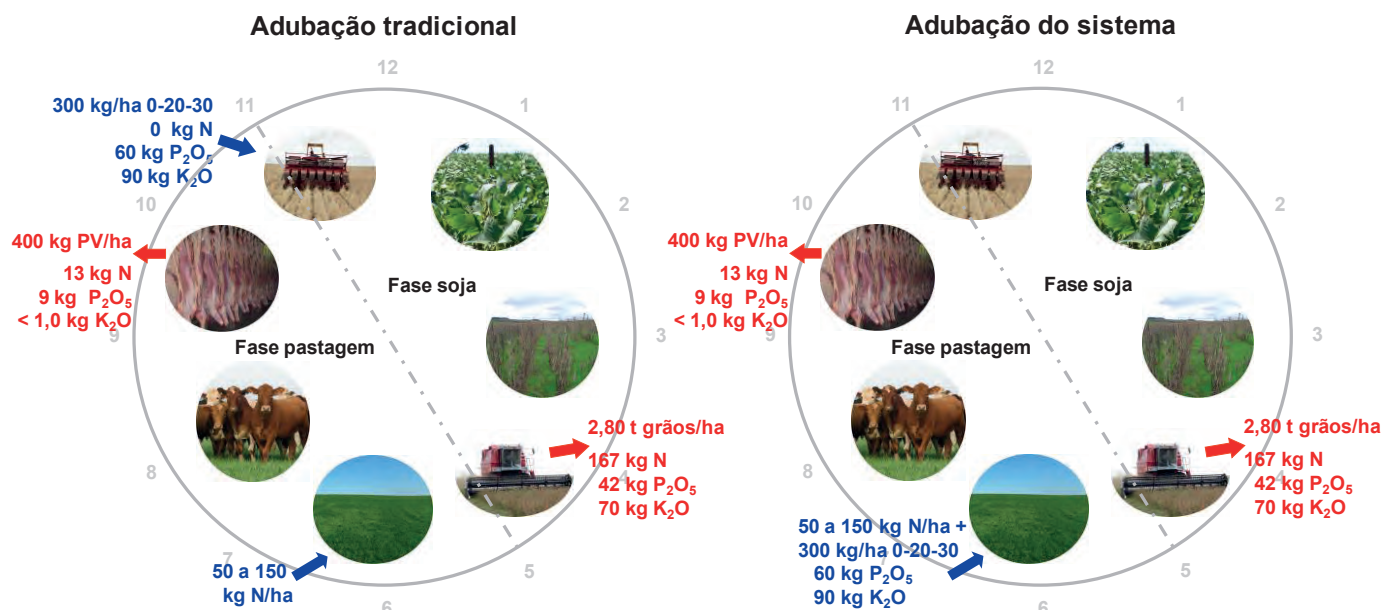 Adubação tradicional
12
11
1
300 kg/ha 0-20-30
0 kg N
60 kg P₂O₅
90 kg K₂O
10
2
400 kg PV/ha
13 kg N
9 kg P₂O₅
< 1,0 kg K₂O
9
3
Fase soja
Fase pastagem
2,80 t grãos/ha
167 kg N
42 kg P₂O₅
70 kg K₂O
4
8
7
50 a 150
kg N/ha
6
5
Adubação do sistema
12
11
1
10
2
400 kg PV/ha
13 kg N
9 kg P₂O₅
< 1,0 kg K₂O
9
3
Fase soja
Fase pastagem
2,80 t grãos/ha
167 kg N
42 kg P₂O₅
70 kg K₂O
4
8
50 a 150 kg N/ha +
300 kg/ha 0-20-30
60 kg P₂O₅
90 kg K₂O
7
6
5